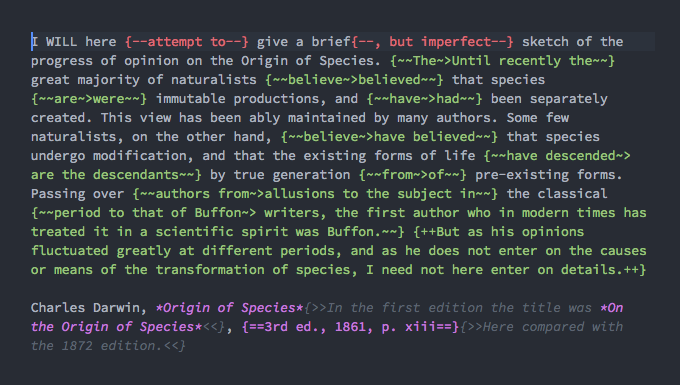 I WILL here {--attempt to--} give a brief{--, but imperfect--} sketch of the
progress of opinion on the Origin of Species. {~~The~>Until recently the~~}
great majority of naturalists {~~believe~>believed~~} that species
{~~are~>were~~} immutable productions, and {~~have~>had~~} been separately
created. This view has been ably maintained by many authors. Some few
naturalists, on the other hand, {~~believe~>have believed~~} that species
undergo modification, and that the existing forms of life {~~have descended~>
are the descendants~~} by true generation {~~from~>of~~} pre-existing forms.
Passing over {~~authors from~>allusions to the subject in~~} the classical
{~~period to that of Buffon~> writers, the first author who in modern times has
treated it in a scientific spirit was Buffon.~~} {++But as his opinions
fluctuated greatly at different periods, and as he does not enter on the causes
or means of the transformation of species, I need not here enter on details.++}

Charles Darwin, *Origin of Species*{>>In the first edition the title was *On
the Origin of Species*<<}, {==3rd ed., 1861, p. xiii==}{>>Here compared with
the 1872 edition.<<}